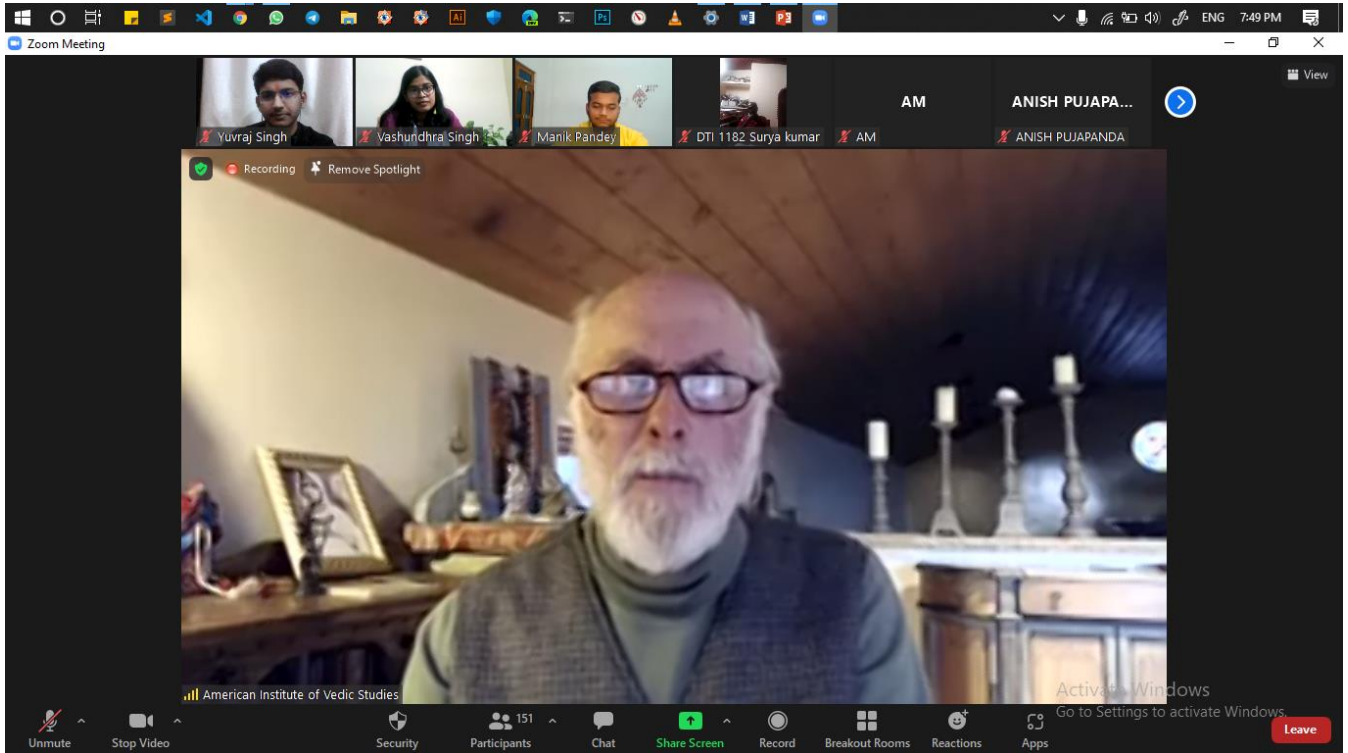 Ai
Ps
ENG 7:49 PM
Zoom Meeting
View
AM
ANISH PUJAPA...
Yuvraj Singh
Vashundhra Singh
Manik Pandey
DTI 1182 Surya kumar
AM
ANISH PUJAPANDA
Recording
Remove Spotlight
American Institute of Vedic Studies
Activate Windows
Go to Settings to activate Windows.
151
Unmute
Stop Video
Security
Participants
Chat
Share Screen
Record
Breakout Rooms
Reactions
Apps
Leave